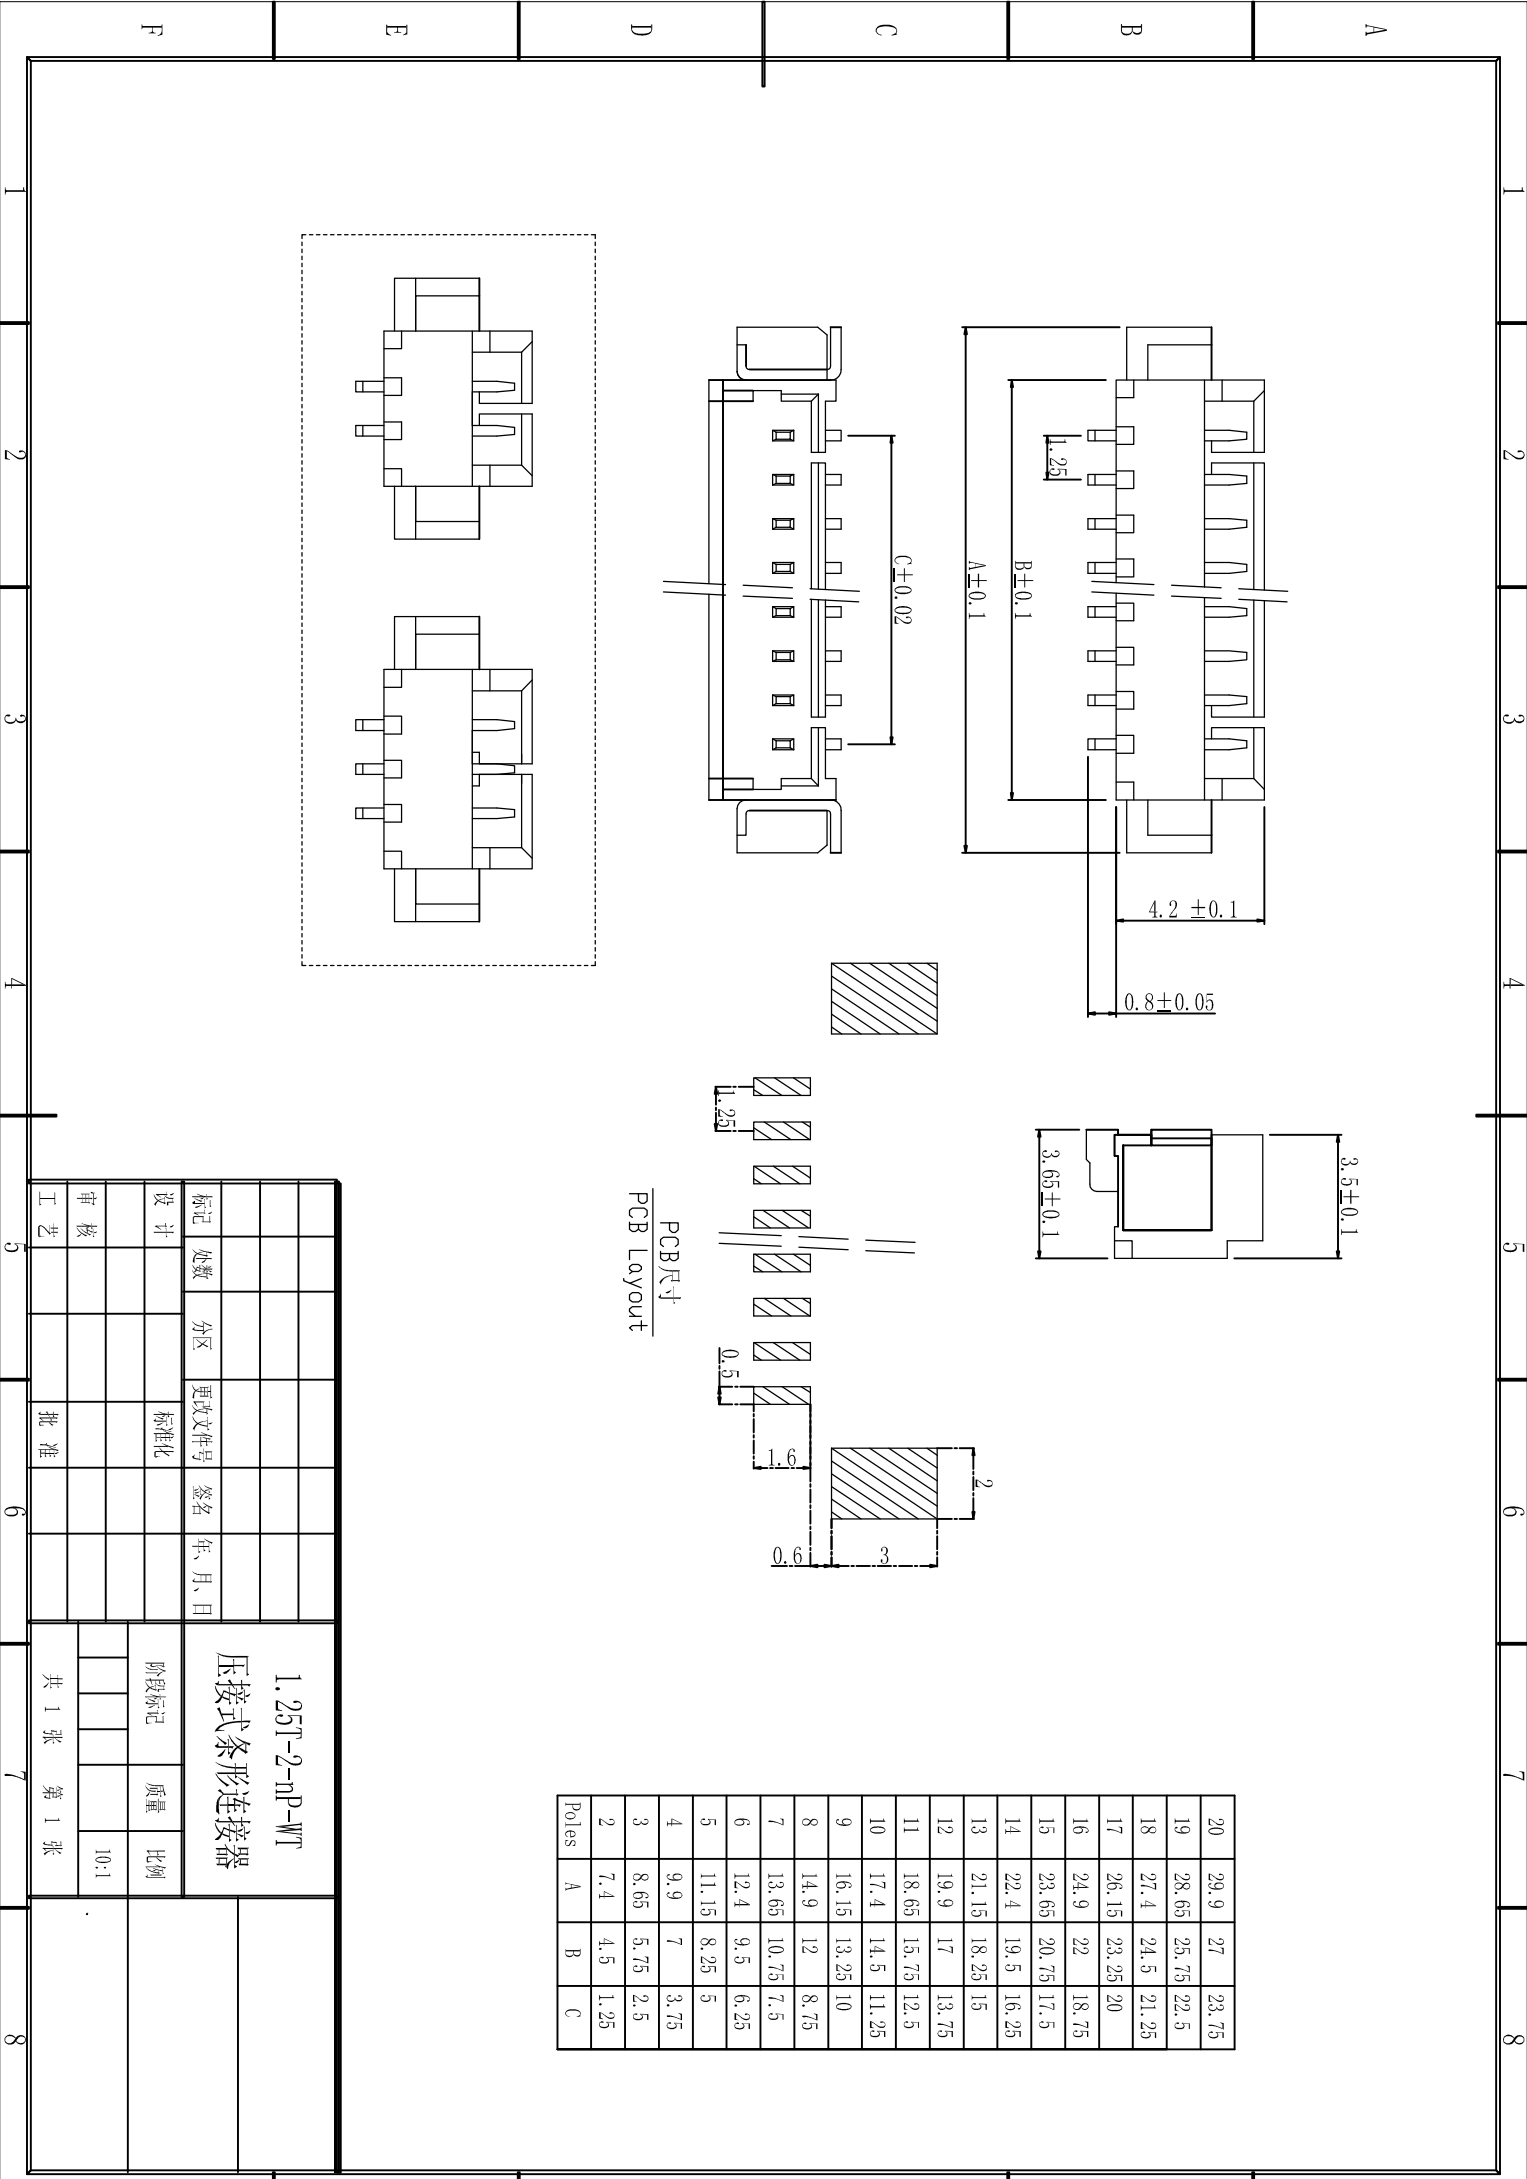 1 2 3 4 5 6 7 8
A
B
C
D
E
F
1.25
B±0.1
A±0.1
4.2 ±0.1
0.8±0.05
3.5±0.1
3.65±0.1
C±0.02
1.25
0.5
1.6
0.6
3
2
PCB尺寸
PCB Layout
20 29.9 27 23.75
19 28.65 25.75 22.5
18 27.4 24.5 21.25
17 26.15 23.25 20
16 24.9 22 18.75
15 23.65 20.75 17.5
14 22.4 19.5 16.25
13 21.15 18.25 15
12 19.9 17 13.75
11 18.65 15.75 12.5
10 17.4 14.5 11.25
9 16.15 13.25 10
8 14.9 12 8.75
7 13.65 10.75 7.5
6 12.4 9.5 6.25
5 11.15 8.25 5
4 9.9 7 3.75
3 8.65 5.75 2.5
2 7.4 4.5 1.25
Poles A B C
1.25T-2-nP-WT
压接式条形连接器
标记 处数 分区 更改文件号 签名 年、月、日
设 计 标准化 阶段标记 质量 比例
审 核 10:1
工 艺 批 准 共 1 张 第 1 张
1 2 3 4 5 6 7 8